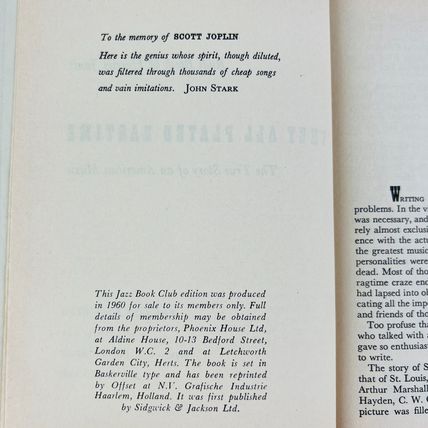 To the memory of SCOTT JOPLIN
Here is the genius whose spirit, though diluted,
was filtered through thousands of cheap songs
and vain imitations. JOHN STARK
This Jazz Book Club edition was produced
in 1960 for sale to its members only. Full
details of membership may be obtained
from the proprietors, Phoenix House Ltd,
at Aldine House, 10-13 Bedford Street,
London W.C. 2 and at Letchworth
Garden City, Herts. The book is set in
Baskerville type and has been reprinted
by Offset at N.V. Grafische Industrie
Haarlem, Holland. It was first published
by Sidgwick & Jackson Ltd.
WRITING
problems. In the
was necessary, and
rely almost exclusi
ence with the actu
the greatest music
personalities were
dead. Most of tho
ragtime craze end
had lapsed into ob
cating all the impo
and friends of tho
Too profuse tha
who talked with
gave so enthusiast
to write.
The story of S
that of St. Louis,
Arthur Marshall
Hayden, C. W.
picture was fille